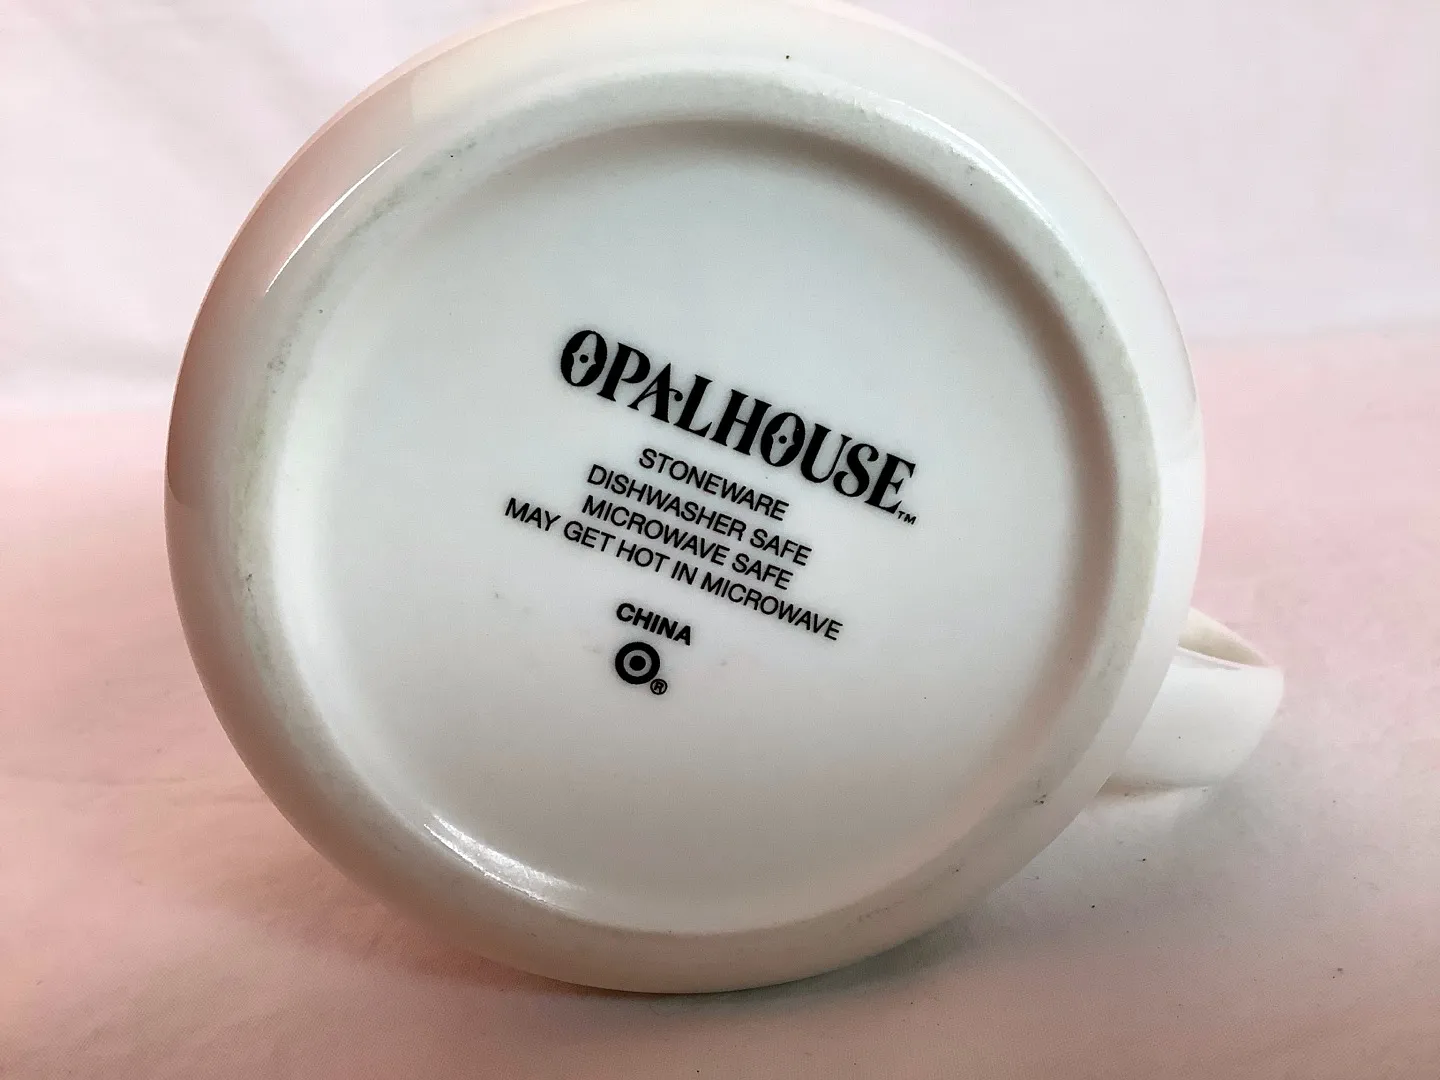 OPALHOUSE™
STONEWARE
DISHWASHER SAFE
MICROWAVE SAFE
MAY GET HOT IN MICROWAVE
CHINA
®